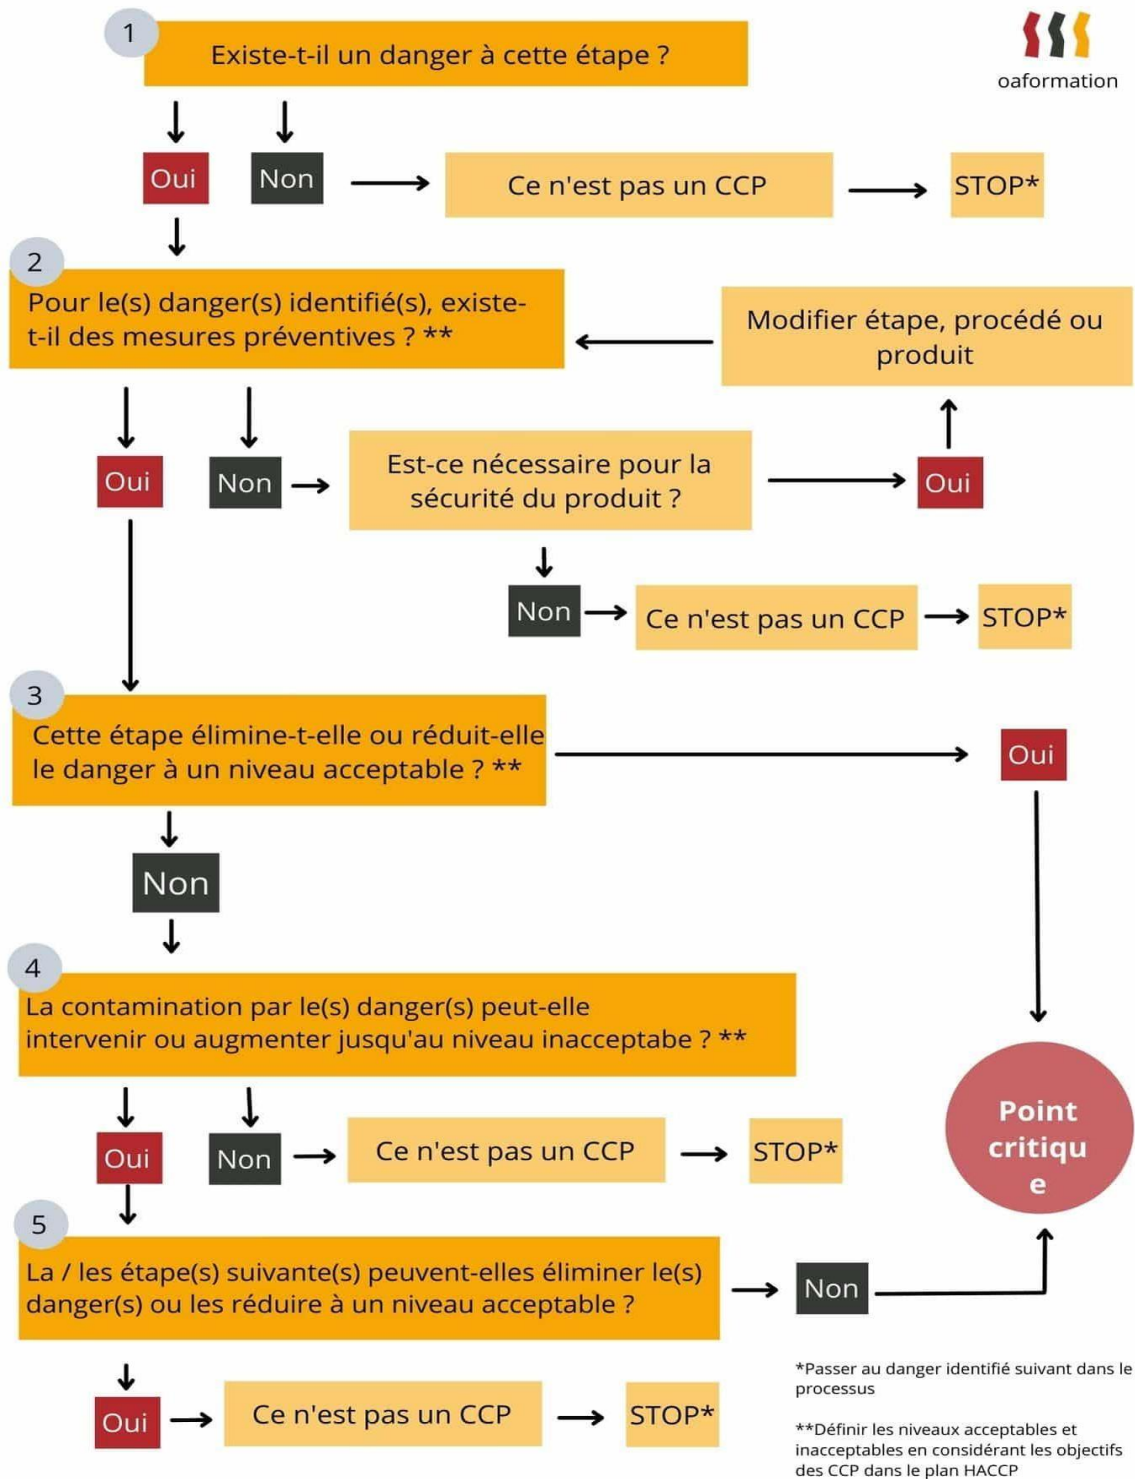 1
Existe-t-il un danger à cette étape ?
oaformation
Oui
Non
Ce n'est pas un CCP
STOP*
2
Pour le(s) danger(s) identifié(s), existe-
t-il des mesures préventives ? **
Modifier étape, procédé ou
produit
Oui
Non
Est-ce nécessaire pour la
sécurité du produit ?
Oui
Non
Ce n'est pas un CCP
STOP*
3
Cette étape élimine-t-elle ou réduit-elle
le danger à un niveau acceptable ? **
Oui
Non
4
La contamination par le(s) danger(s) peut-elle
intervenir ou augmenter jusqu'au niveau inacceptabe ? **
Oui
Non
Ce n'est pas un CCP
STOP*
Point
critiqu
e
5
La / les étape(s) suivante(s) peuvent-elles éliminer le(s)
danger(s) ou les réduire à un niveau acceptable ?
Non
Oui
Ce n'est pas un CCP
STOP*
*Passer au danger identifié suivant dans le
processus
**Définir les niveaux acceptables et
inacceptables en considérant les objectifs
des CCP dans le plan HACCP